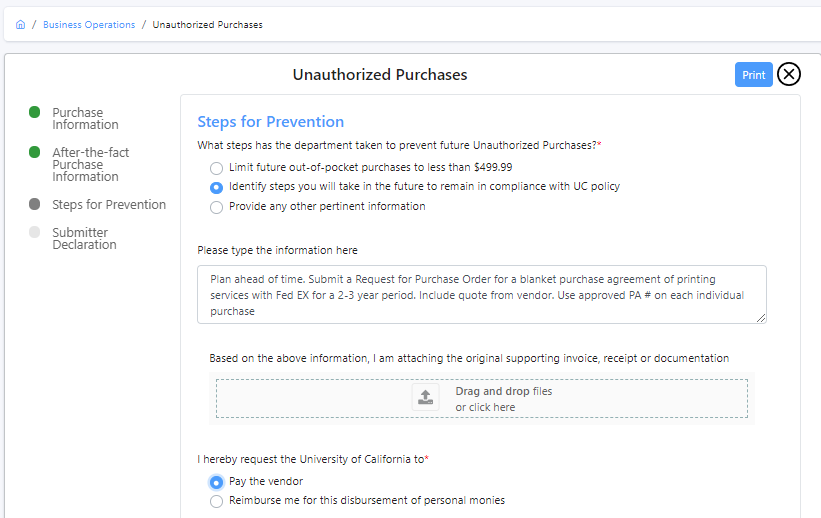 / Business Operations / Unauthorized Purchases
Unauthorized Purchases
Print
Purchase
Information
After-the-fact
Purchase
Information
Steps for Prevention
Submitter
Declaration
Steps for Prevention
What steps has the department taken to prevent future Unauthorized Purchases?*
Limit future out-of-pocket purchases to less than $499.99
Identify steps you will take in the future to remain in compliance with UC policy
Provide any other pertinent information
Please type the information here
Plan ahead of time. Submit a Request for Purchase Order for a blanket purchase agreement of printing
services with Fed EX for a 2-3 year period. Include quote from vendor. Use approved PA # on each individual
purchase
Based on the above information, I am attaching the original supporting invoice, receipt or documentation
Drag and drop files
or click here
I hereby request the University of California to*
Pay the vendor
Reimburse me for this disbursement of personal monies